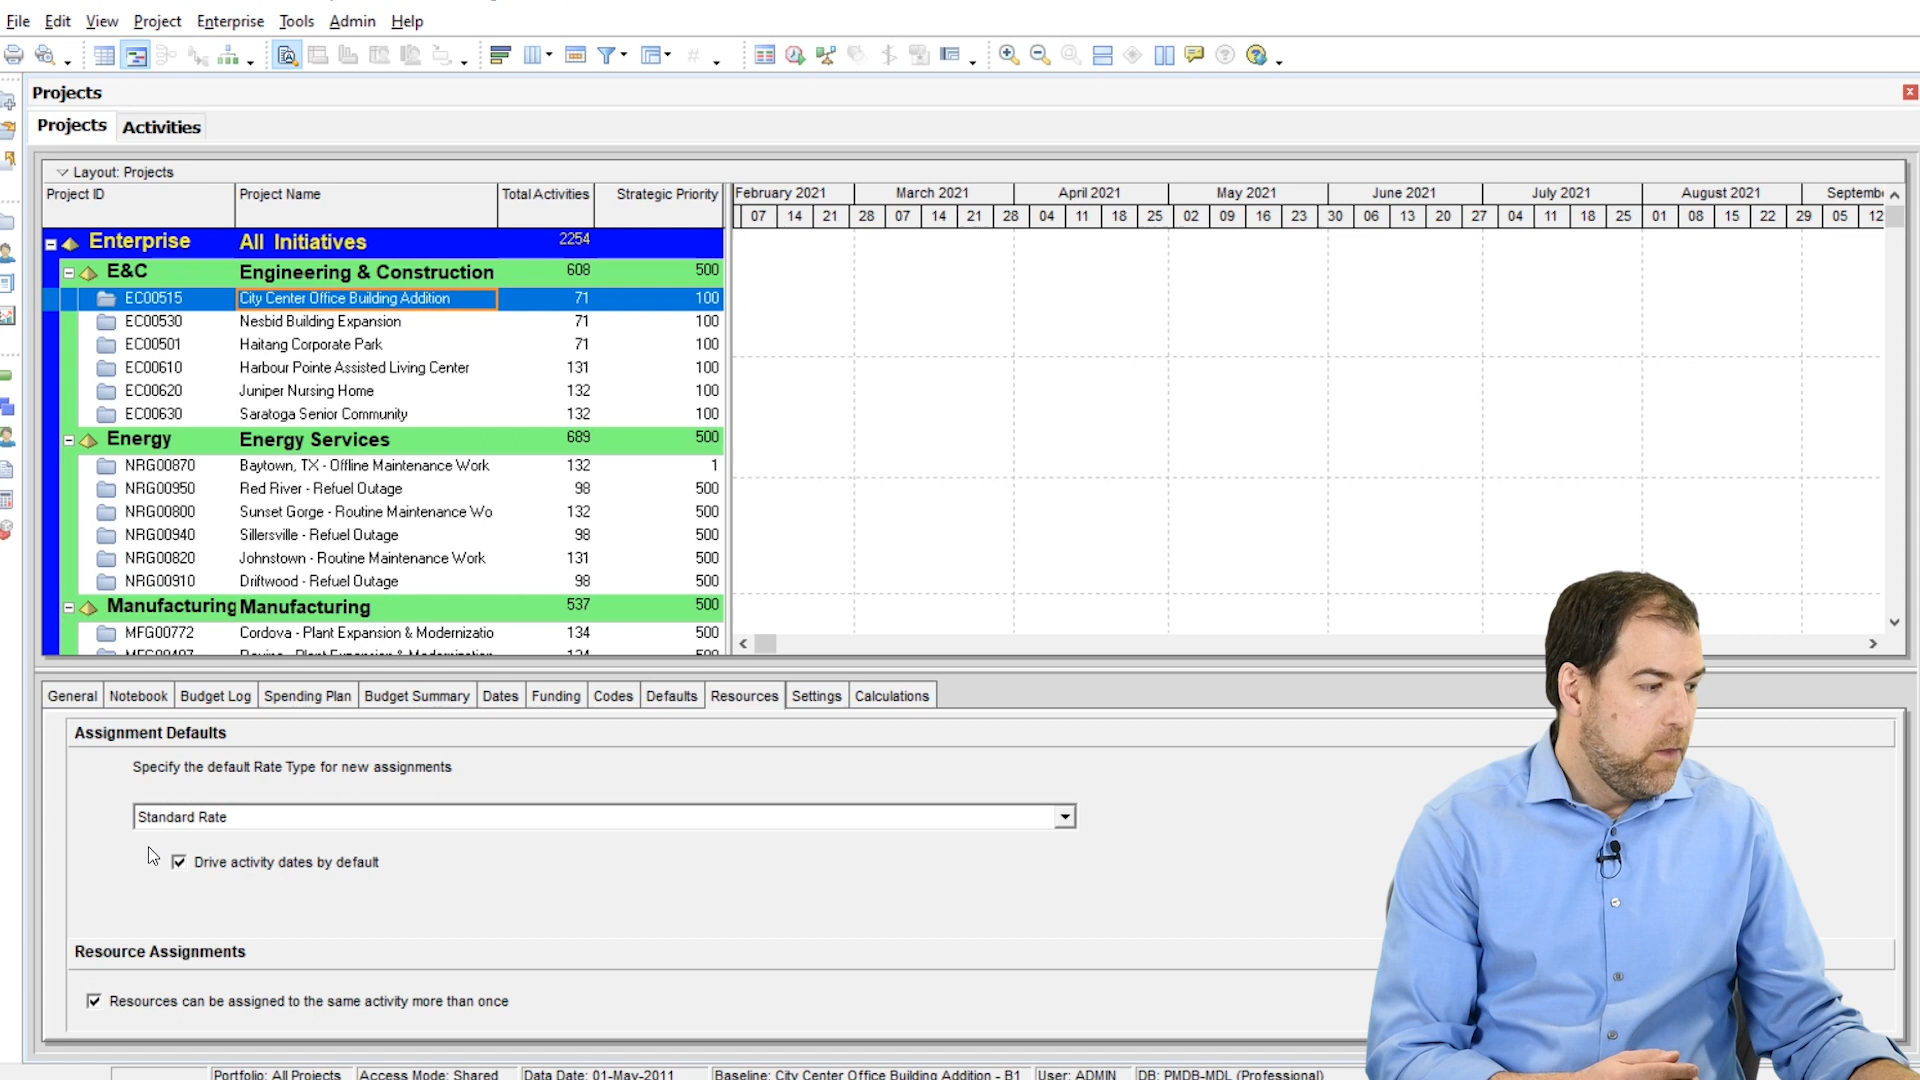 File Edit View Project Enterprise Tools Admin Help
Projects
Projects Activities
Layout: Projects
Project ID Project Name Total Activities Strategic Priority
February 2021 March 2021 April 2021 May 2021 June 2021 July 2021 August 2021
07 14 21 28 07 14 21 28 04 11 18 25 02 09 16 23 30 06 13 20 27 04 11 18 25 01 08 15 22 29 05 12
Enterprise All Initiatives 2254
E&C Engineering & Construction 608 500
EC00515 City Center Office Building Addition 71 100
EC00530 Nesbid Building Expansion 71 100
EC00501 Haitang Corporate Park 71 100
EC00610 Harbour Pointe Assisted Living Center 131 100
EC00620 Juniper Nursing Home 132 100
EC00630 Saratoga Senior Community 132 100
Energy Energy Services 689 500
NRG00870 Baytown, TX - Offline Maintenance Work 132 1
NRG00950 Red River - Refuel Outage 98 500
NRG00800 Sunset Gorge - Routine Maintenance Wo 132 500
NRG00940 Sillersville - Refuel Outage 98 500
NRG00820 Johnstown - Routine Maintenance Work 131 500
NRG00910 Driftwood - Refuel Outage 98 500
Manufacturing Manufacturing 537 500
MFG00772 Cordova - Plant Expansion & Modernizatio 134 500
General Notebook Budget Log Spending Plan Budget Summary Dates Funding Codes Defaults Resources Settings Calculations
Assignment Defaults
Specify the default Rate Type for new assignments
Standard Rate
Drive activity dates by default
Resource Assignments
Resources can be assigned to the same activity more than once
Portfolio: All Projects Access Mode: Shared Data Date: 01-May-2011 Baseline: City Center Office Building Addition - B1 User: ADMIN DB: PMDB-MDL (Professional)